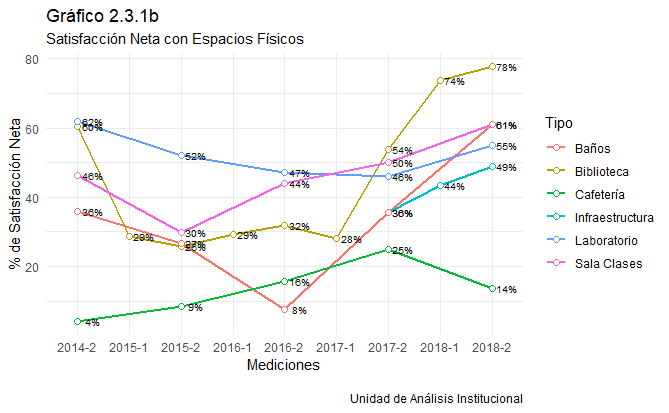 Gráfico 2.3.1b
Satisfacción Neta con Espacios Físicos
% de Satisfacción Neta
80
60
40
20
62%
60%
46%
36%
4%
29%
52%
30%
27%
26%
9%
29%
47%
44%
32%
16%
8%
28%
54%
50%
46%
36%
36%
25%
74%
44%
78%
61%
61%
55%
49%
14%
2014-2 2015-1 2015-2 2016-1 2016-2 2017-1 2017-2 2018-1 2018-2
Mediciones
Tipo
Baños
Biblioteca
Cafetería
Infraestructura
Laboratorio
Sala Clases
Unidad de Análisis Institucional